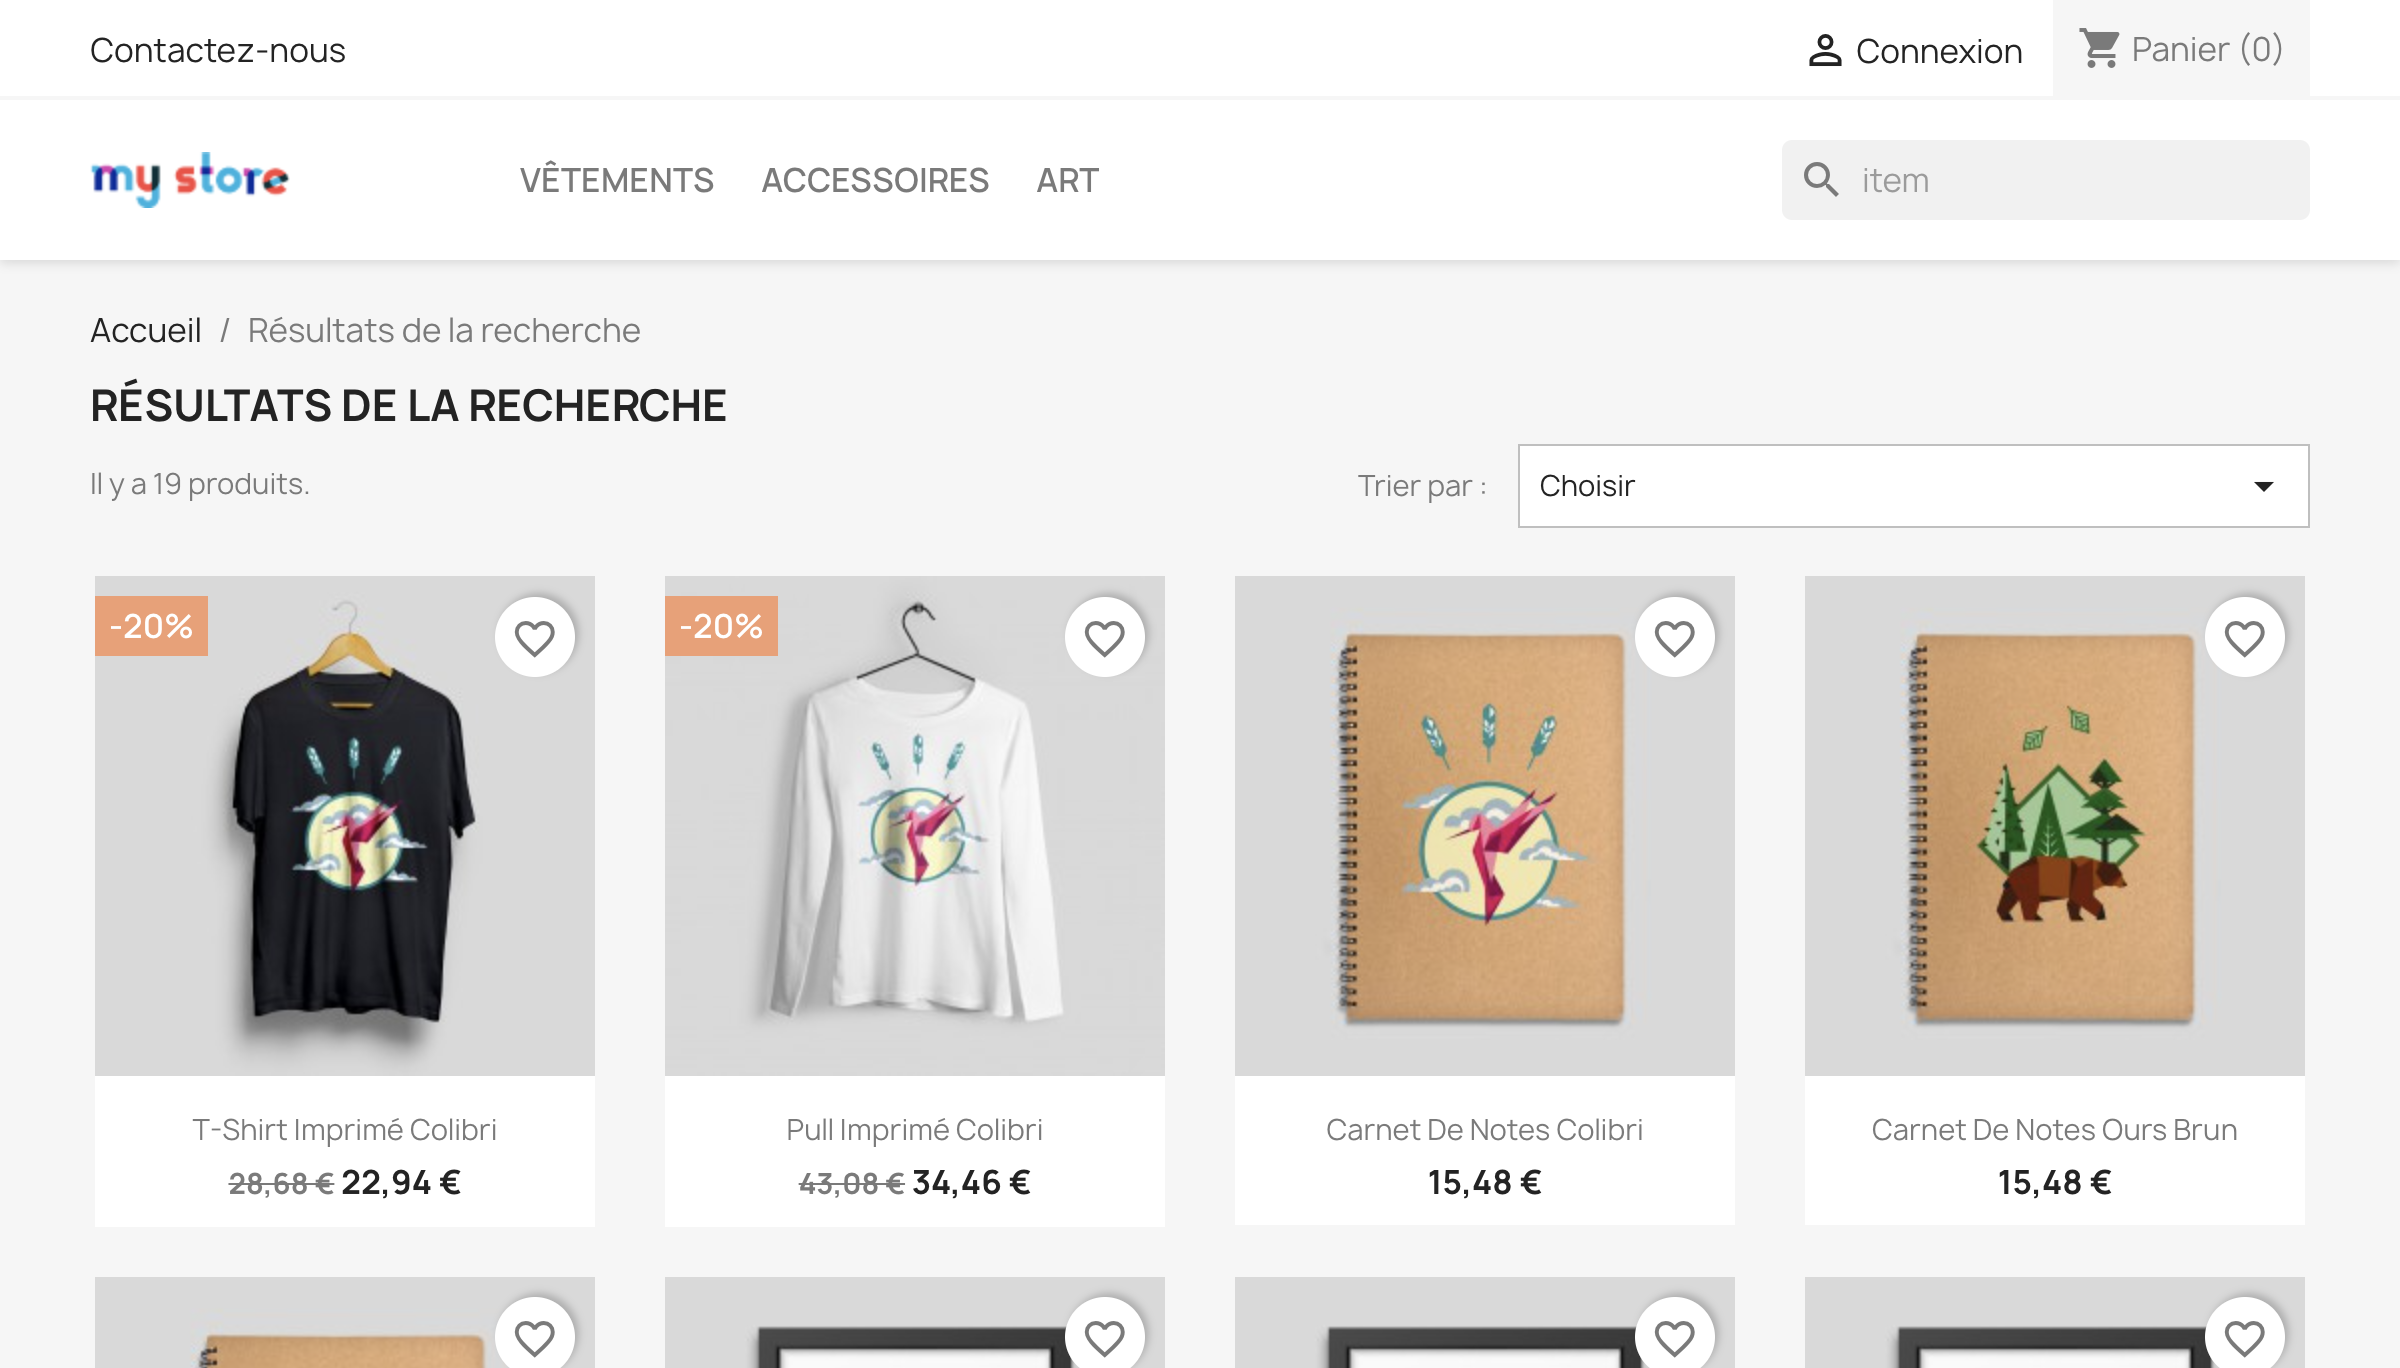 Contactez-nous
Connexion
Panier (0)
my store
VÊTEMENTS
ACCESSOIRES
ART
item
Accueil / Résultats de la recherche
RÉSULTATS DE LA RECHERCHE
Il y a 19 produits.
Trier par :
Choisir
-20%
-20%
T-Shirt Imprimé Colibri
28,68 € 22,94 €
Pull Imprimé Colibri
43,08 € 34,46 €
Carnet De Notes Colibri
15,48 €
Carnet De Notes Ours Brun
15,48 €